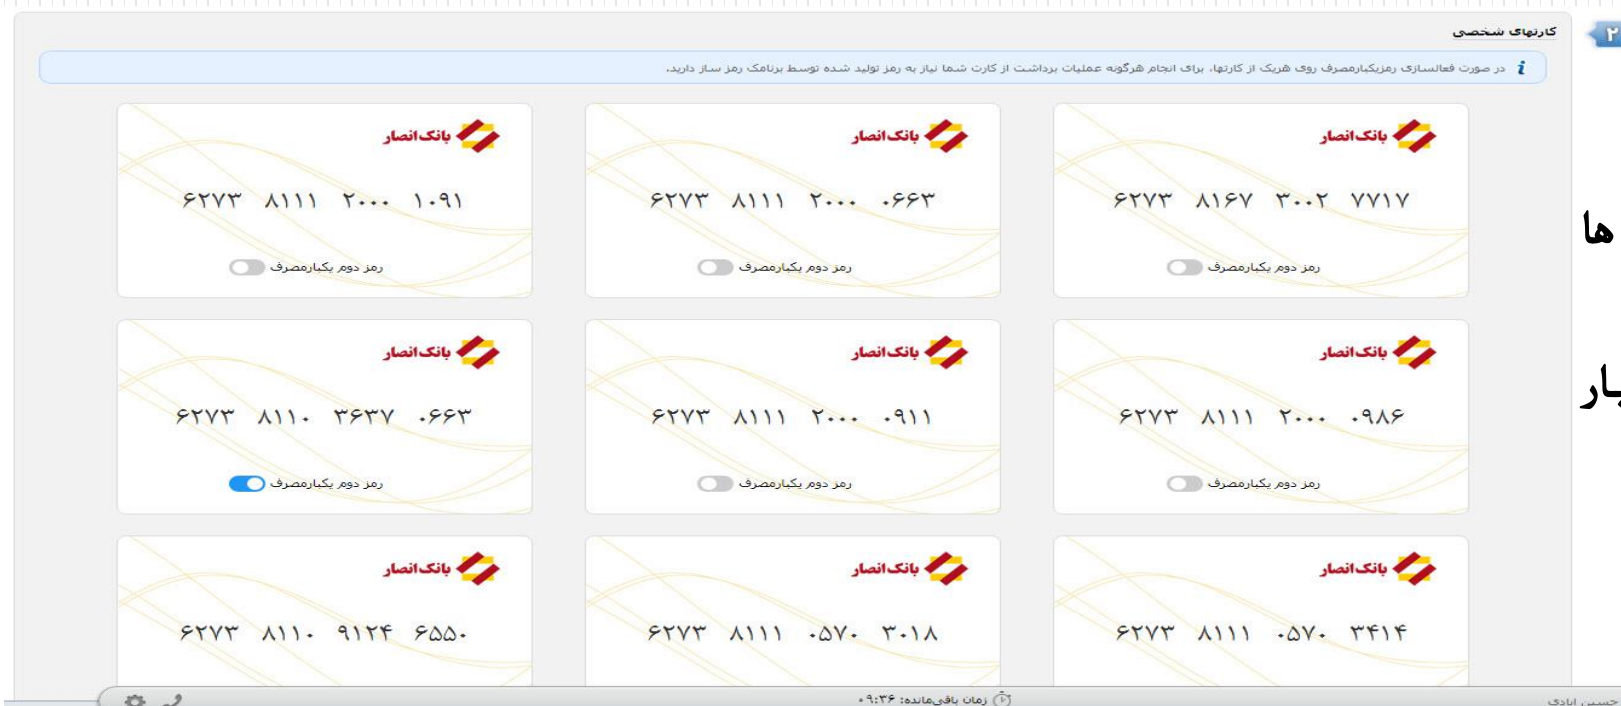 ۲
کارتهای شخصی
i در صورت فعالسازی رمزیکبارمصرف روی هریک از کارتها، برای انجام هرگونه عملیات برداشت از کارت شما نیاز به رمز تولید شده توسط برنامک رمز ساز دارید.
بانک انصار
۶۲۷۳ ۸۱۶۷ ۳۰۰۲ ۷۷۱۷
رمز دوم یکبارمصرف
بانک انصار
۶۲۷۳ ۸۱۱۱ ۲۰۰۰ ۰۶۶۳
رمز دوم یکبارمصرف
بانک انصار
۶۲۷۳ ۸۱۱۱ ۲۰۰۰ ۱۰۹۱
رمز دوم یکبارمصرف
ها
بانک انصار
۶۲۷۳ ۸۱۱۱ ۲۰۰۰ ۰۹۸۶
رمز دوم یکبارمصرف
بانک انصار
۶۲۷۳ ۸۱۱۱ ۲۰۰۰ ۰۹۱۱
رمز دوم یکبارمصرف
بانک انصار
۶۲۷۳ ۸۱۱۰ ۳۶۳۷ ۰۶۶۳
رمز دوم یکبارمصرف
بانک انصار
۶۲۷۳ ۸۱۱۱ ۰۵۷۰ ۳۴۱۴
بانک انصار
۶۲۷۳ ۸۱۱۱ ۰۵۷۰ ۳۰۱۸
بانک انصار
۶۲۷۳ ۸۱۱۰ ۹۱۲۴ ۶۵۵۰
حسین ابادی
زمان باقی‌مانده: ۰۹:۳۶